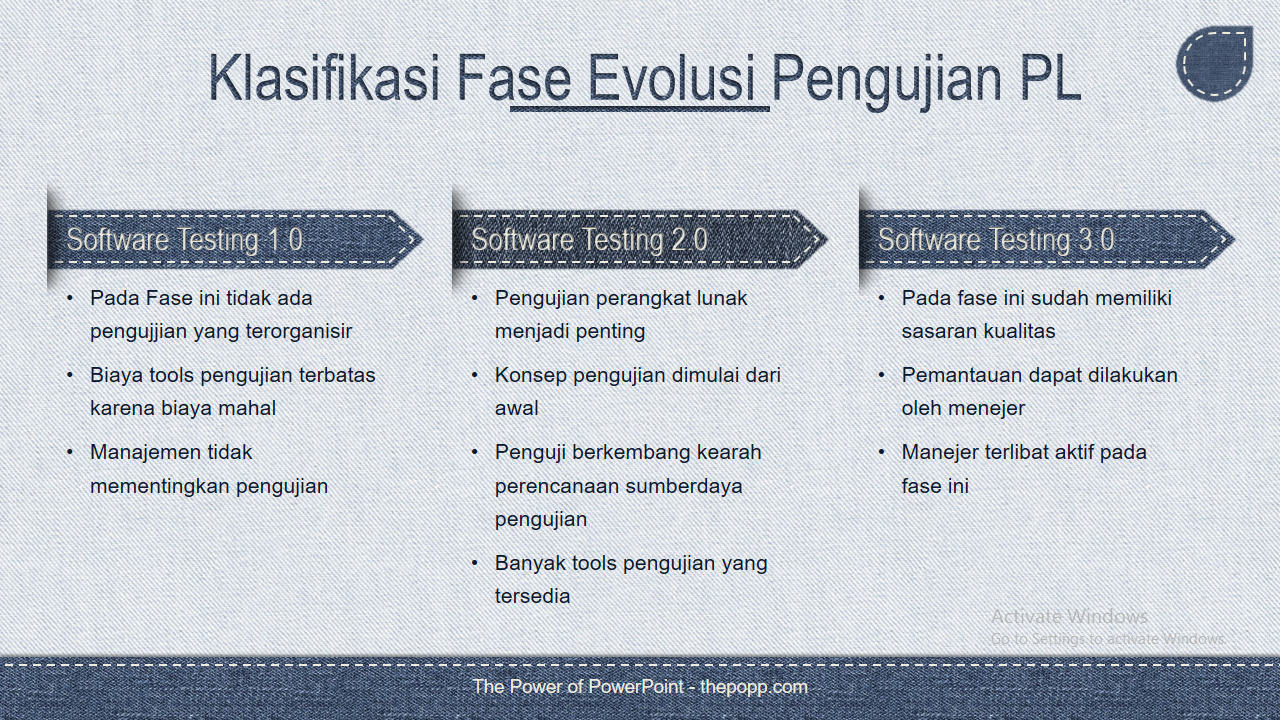 Klasifikasi Fase Evolusi Pengujian PL
Software Testing 1.0
• Pada Fase ini tidak ada
pengujjian yang terorganisir
• Biaya tools pengujian terbatas
karena biaya mahal
• Manajemen tidak
mementingkan pengujian
Software Testing 2.0
• Pengujian perangkat lunak
menjadi penting
• Konsep pengujian dimulai dari
awal
• Penguji berkembang kearah
perencanaan sumberdaya
pengujian
• Banyak tools pengujian yang
tersedia
Software Testing 3.0
• Pada fase ini sudah memiliki
sasaran kualitas
• Pemantauan dapat dilakukan
oleh menejer
• Manejer terlibat aktif pada
fase ini
Activate Windows
Go to Settings to activate Windows.
The Power of PowerPoint - thepopp.com